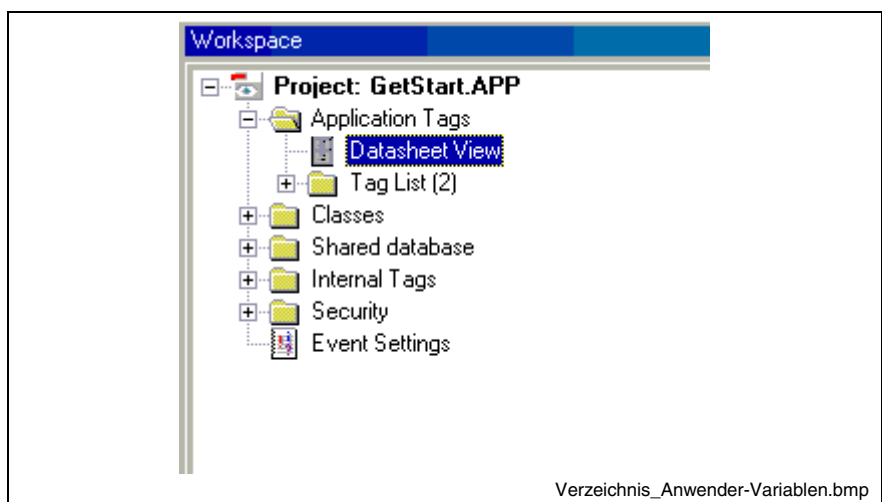 Workspace
Project: GetStart.APP
Application Tags
Datasheet View
Tag List (2)
Classes
Shared database
Internal Tags
Security
Event Settings
Verzeichnis_Anwender-Variablen.bmp